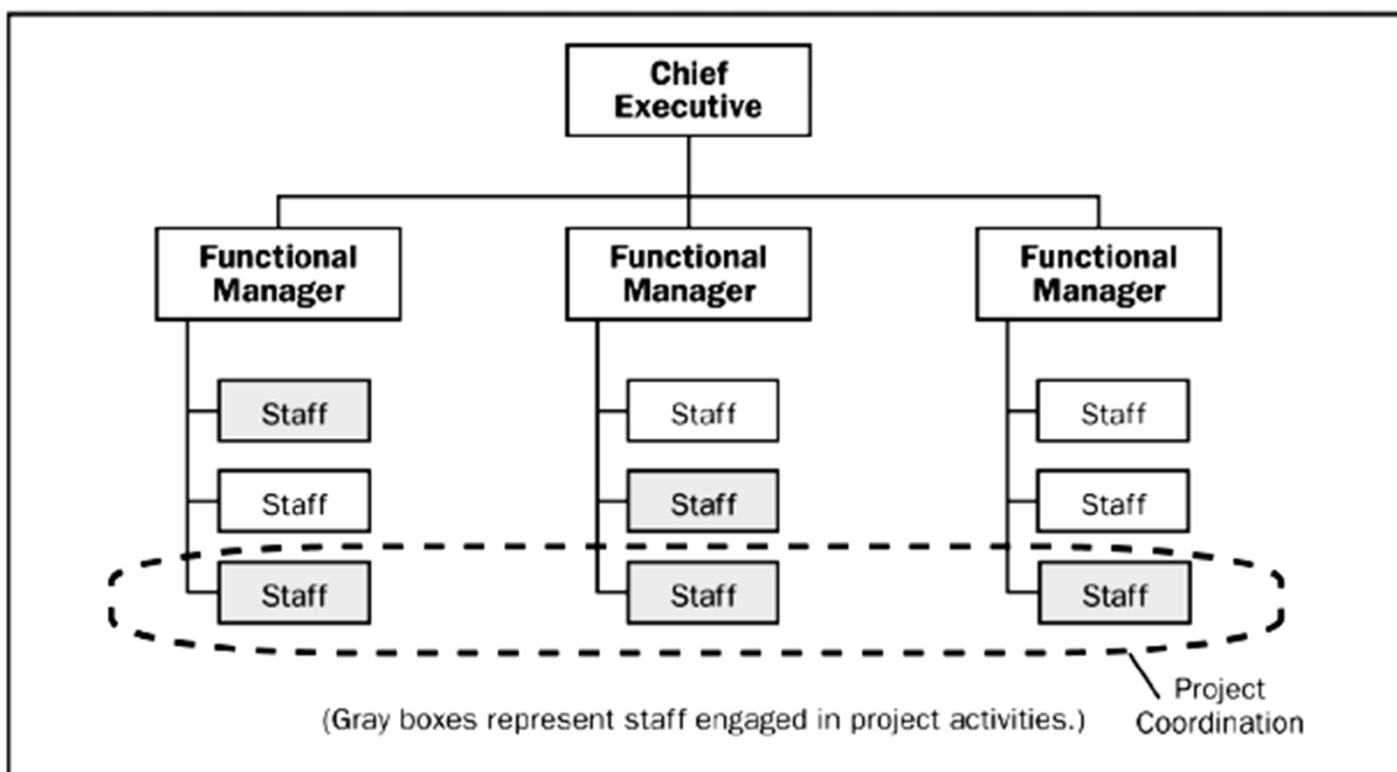 Chief
Executive
Functional
Manager
Functional
Manager
Functional
Manager
Staff
Staff
Staff
Staff
Staff
Staff
Staff
Staff
Staff
Project
Coordination
(Gray boxes represent staff engaged in project activities.)